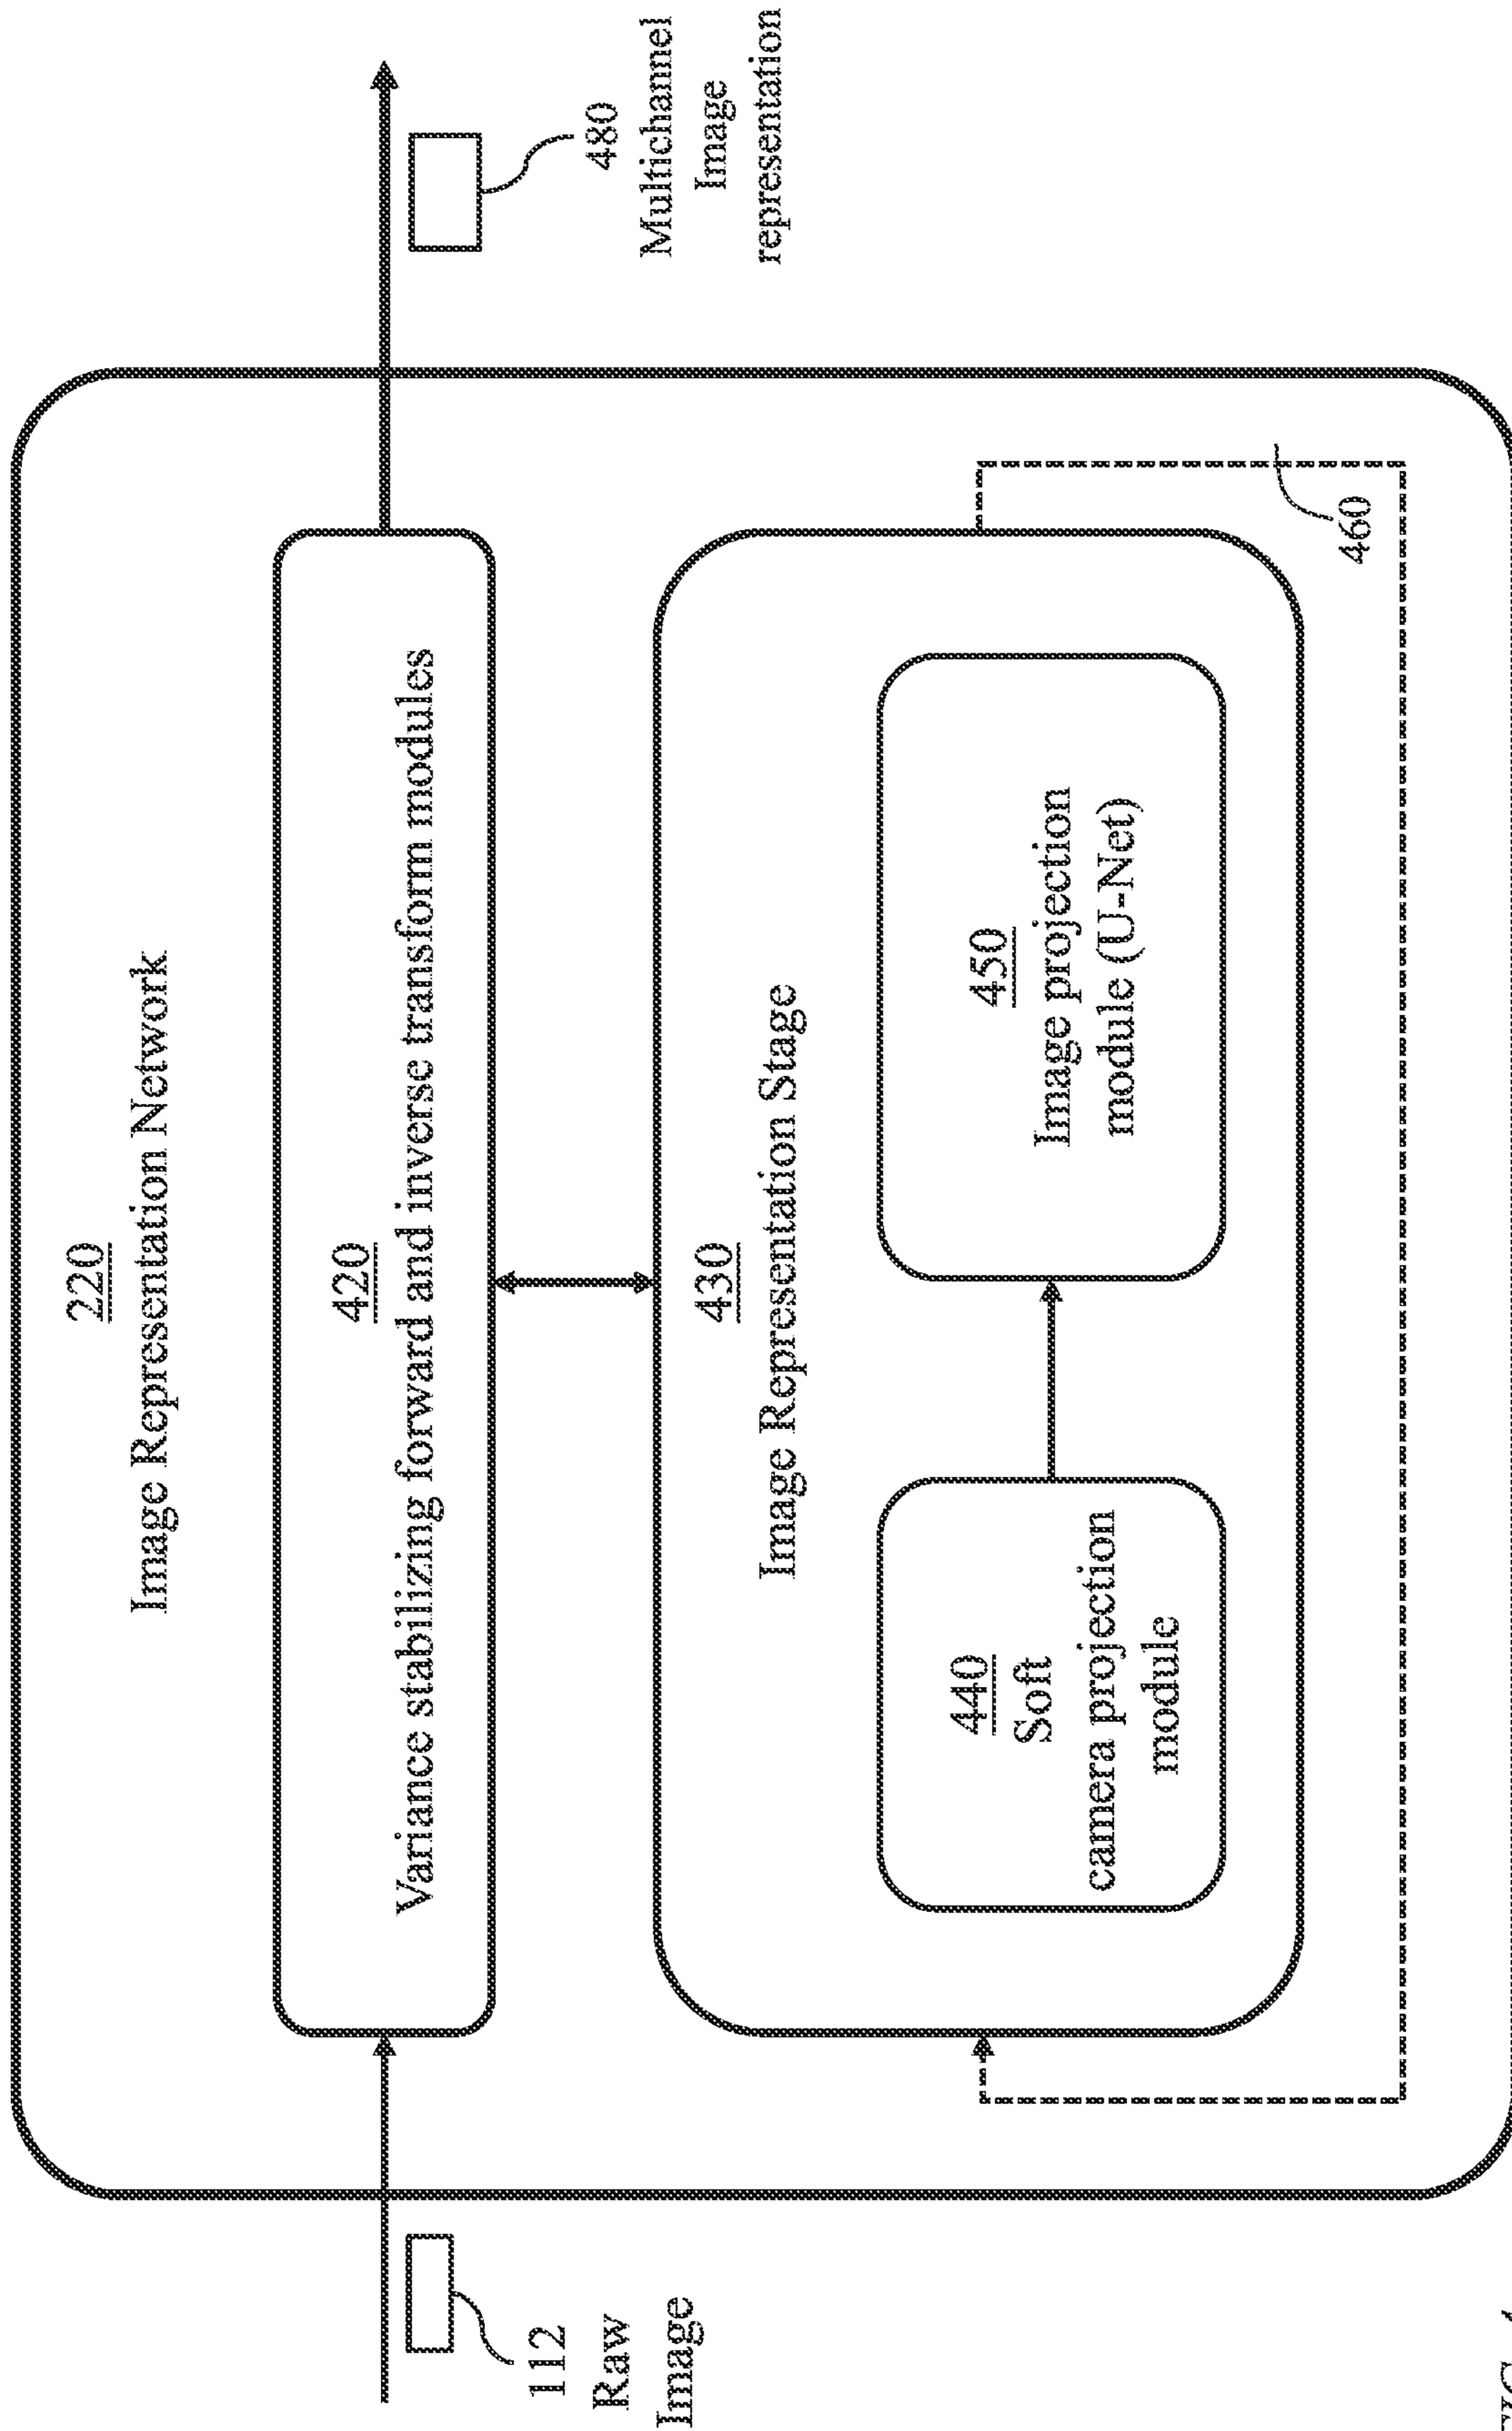 220
Image Representation Network
420
Variance stabilizing forward and inverse transform modules
430
Image Representation Stage
440
Soft
camera projection
module
450
Image projection
module (U-Net)
460
112
Raw
Image
480
Multichannel
Image
representation
FIG.